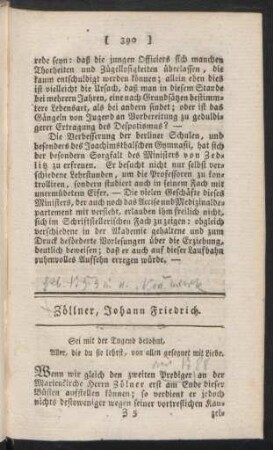 [ 390 ]
rede seyn: daß die jungen Officiers sich manchen
Thorheiten und Zügellosigkeiten überlassen, die
kaum entschuldiget werden können; allein eben dies
ist vielleicht die Ursach, daß man in diesem Stande
bei mehrern Jahren, eine nach Grundsätzen bestimm-
tere Lebensart, als bei andern findet; oder ist das
Gängeln von Jugend an Vorbereitung zu geduldi-
gerer Ertragung des Despotismus? —
Die Verbesserung der berliner Schulen, und
besonders des Joachimsthalschen Gymnasii, hat sich
der besondern Sorgfalt des Ministers von Zed-
litz zu erfreuen. Er besucht nicht nur selbst ver-
schiedene Lehrstunden, um die Professoren zu kon-
trolliren, sondern studiert auch in seinem Fach mit
unermüdetem Eifer. — Die vielen Geschäfte dieses
Ministers, der auch noch das Accise und Medizinalde-
partement mit versieht, erlauben ihm freilich nicht,
sich im Schriftstellerischen Fach zu zeigen: obgleich
verschiedene in der Akademie gehaltene und zum
Druck beförderte Vorlesungen über die Erziehung,
deutlich beweisen; daß er auch auf dieser Laufbahn
ruhmvolles Aufsehn erregen würde. —
Zöllner, Johann Friedrich.
Sei mit der Tugend belohnt,
Aller, die du sie lehrst, von allen gesegnet mit Liebe.
Wenn wir gleich den zweiten Prediger an der
Marienkirche Herrn Zöllner erst am Ende dieser
Büsten aufstellen können; so verdient er jedoch
nichts destoweniger wegen seiner vortreflichen Kan-
Z 3
zel-